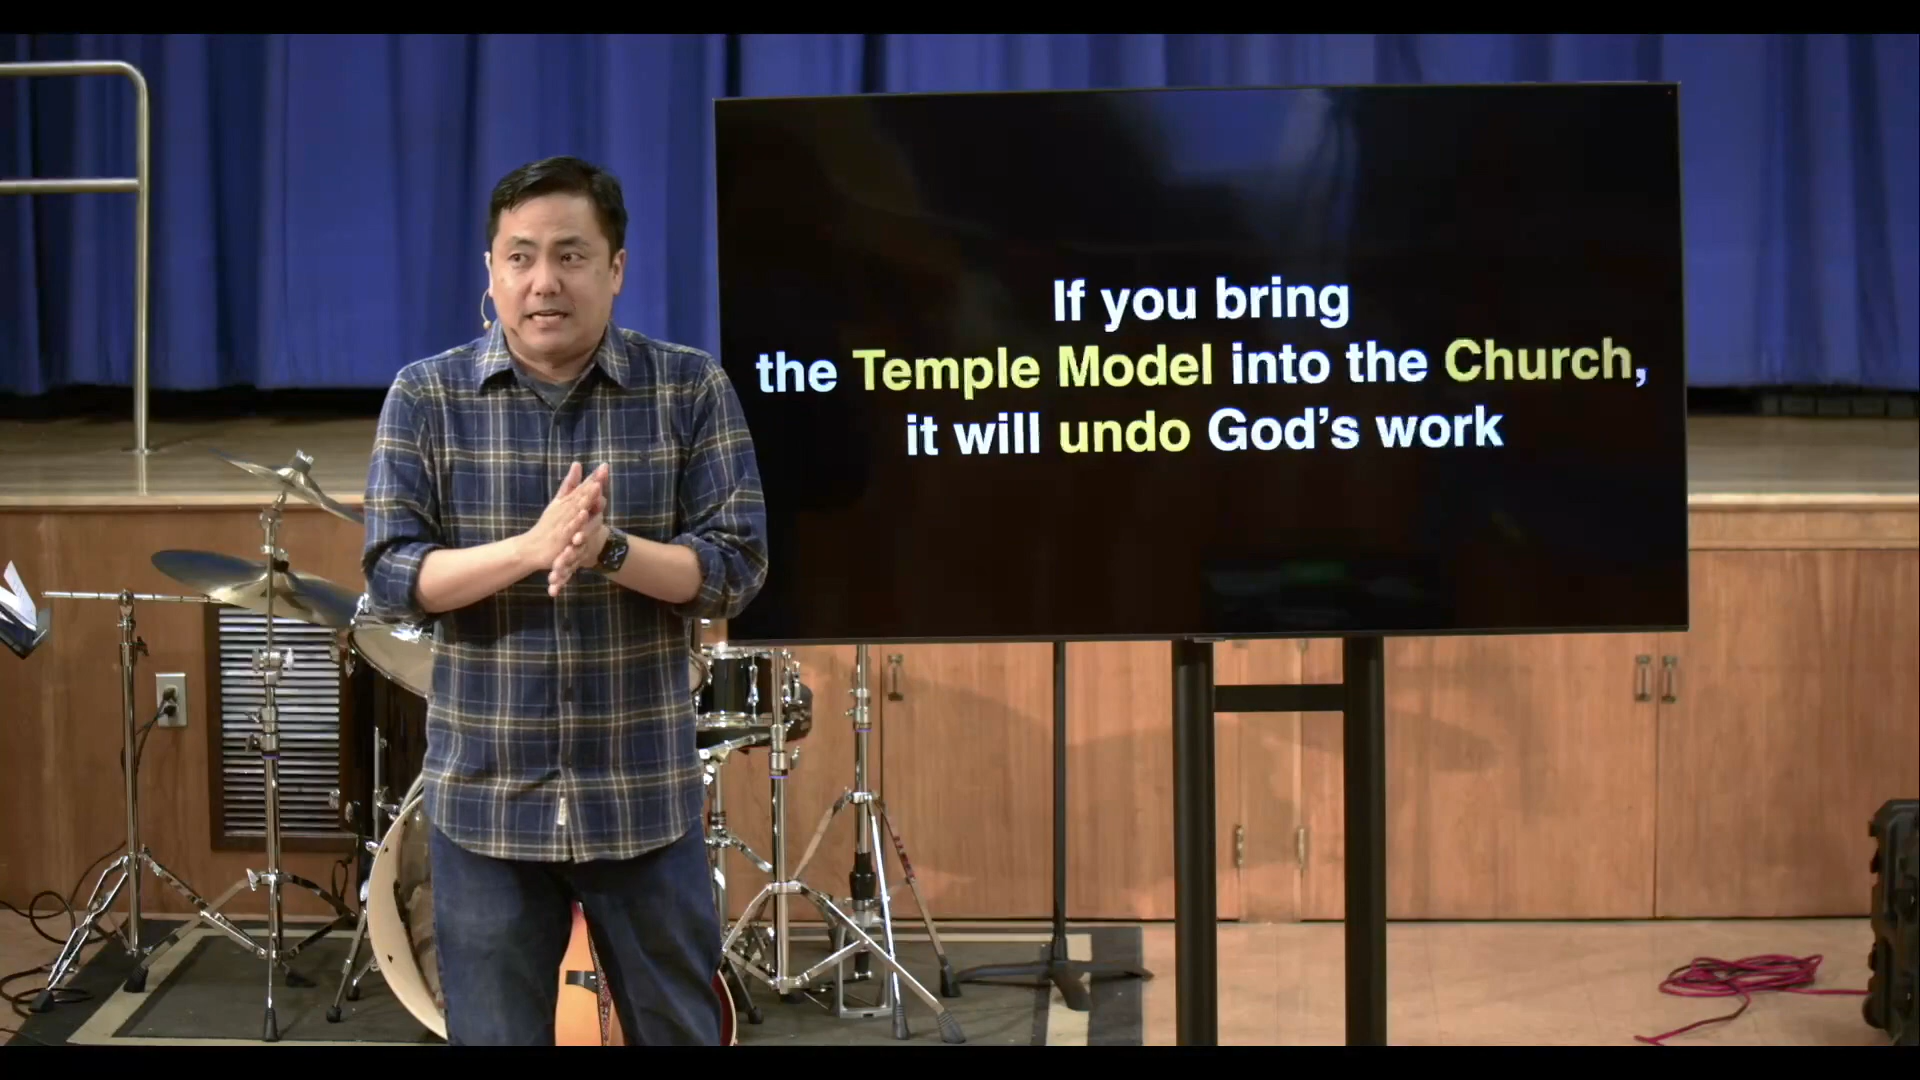 If you bring
the Temple Model into the Church,
it will undo God’s work